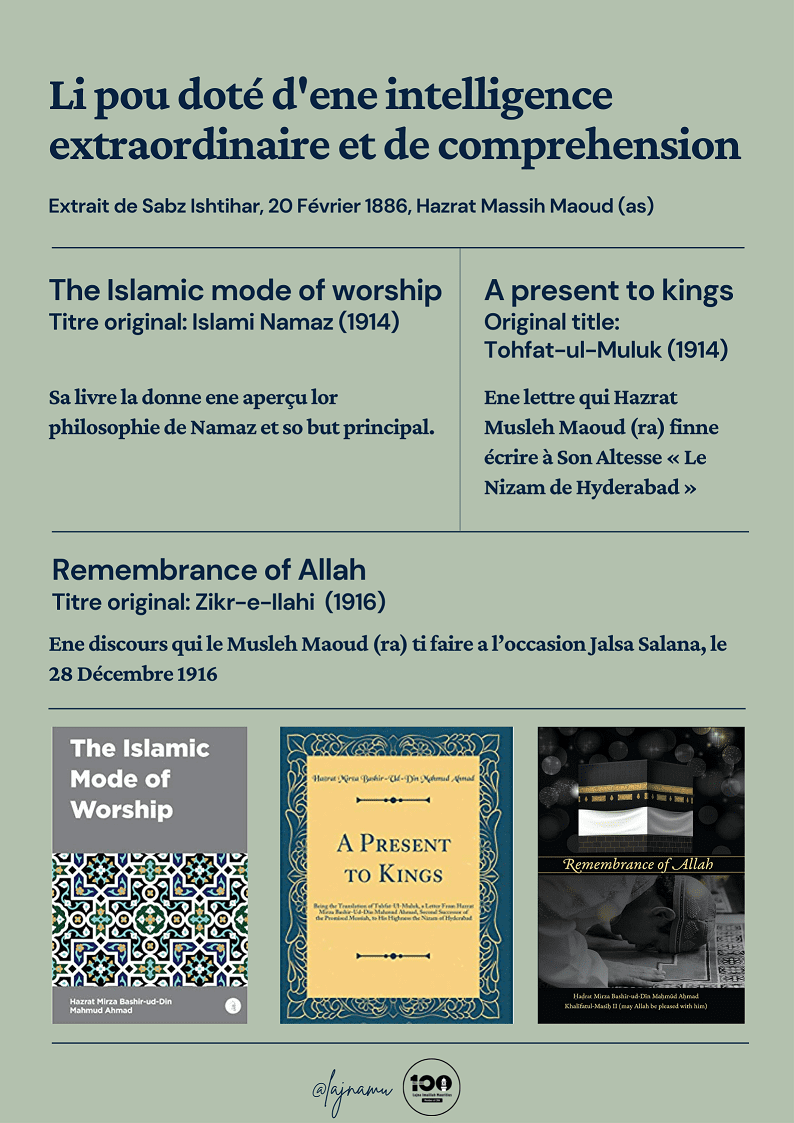 Li pou doté d'ene intelligence
extraordinaire et de comprehension
Extrait de Sabz Ishtihar, 20 Février 1886, Hazrat Massih Maoud (as)
The Islamic mode of worship
Titre original: Islami Namaz (1914)
Sa livre la donne ene aperçu lor
philosophie de Namaz et so but principal.
A present to kings
Original title:
Tohfat-ul-Muluk (1914)
Ene lettre qui Hazrat
Musleh Maoud (ra) finne
écrire à Son Altesse « Le
Nizam de Hyderabad »
Remembrance of Allah
Titre original: Zikr-e-Ilahi (1916)
Ene discours qui le Musleh Maoud (ra) ti faire a l’occasion Jalsa Salana, le
28 Décembre 1916
The Islamic
Mode of
Worship
Hazrat Mirza Bashir-ud-Din
Mahmud Ahmad
Hazrat Mirza Bashir-Ud-Din Mahmud Ahmad
A Present
to Kings
Being the Translation of Tohfat-Ul-Muluk, a Letter From Hazrat
Mirza Bashir-Ud-Din Mahmud Ahmad, Second Successor of
the Promised Messiah, to His Highness the Nizam of Hyderabad
Remembrance of Allah
Ḥaḍrat Mirza Bashir-ud-Din Maḥmūd Aḥmad
Khalīfatul-Masīḥ II (may Allah be pleased with him)
@lajnamu
100
Lajna Imaillah Mauritius